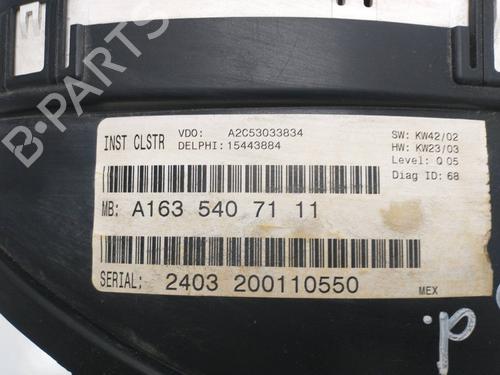 INST CLSTR VDO: A2C53033834
DELPHI: 15443884
SW: KW42/02
HW: KW23/03
Level: Q05
Diag ID: 68
MB: A163 540 71 11
SERIAL: 2403 200110550
MEX
d.
B-PARTS